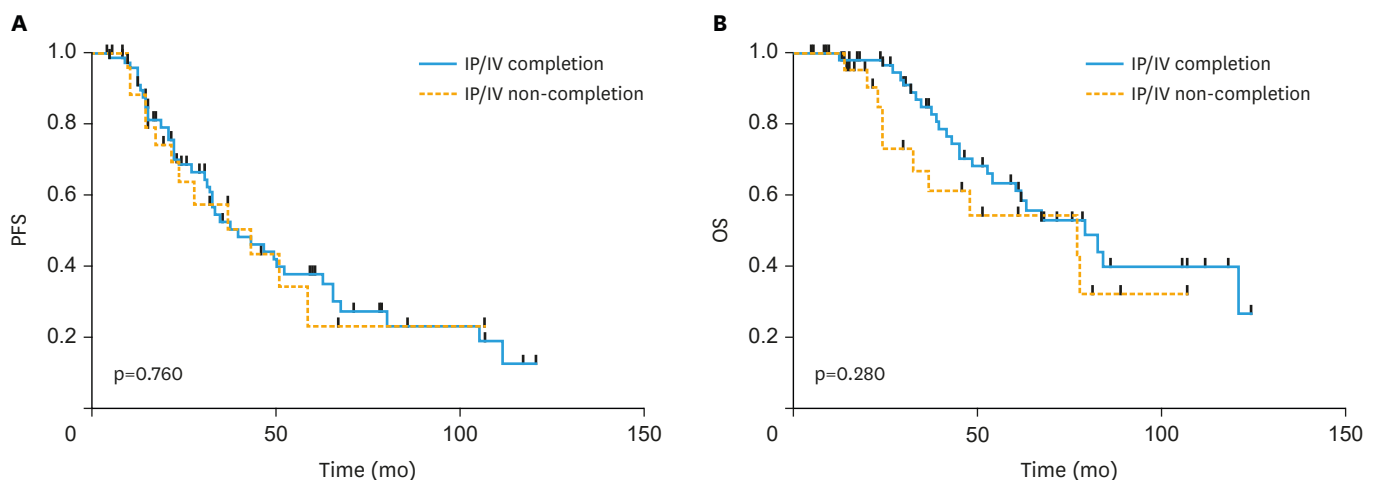 A
1.0
0.8
0.6
0.4
0.2
PFS
IP/IV completion
IP/IV non-completion
p=0.760
0
50
100
150
Time (mo)
B
1.0
0.8
0.6
0.4
0.2
OS
IP/IV completion
IP/IV non-completion
p=0.280
0
50
100
150
Time (mo)